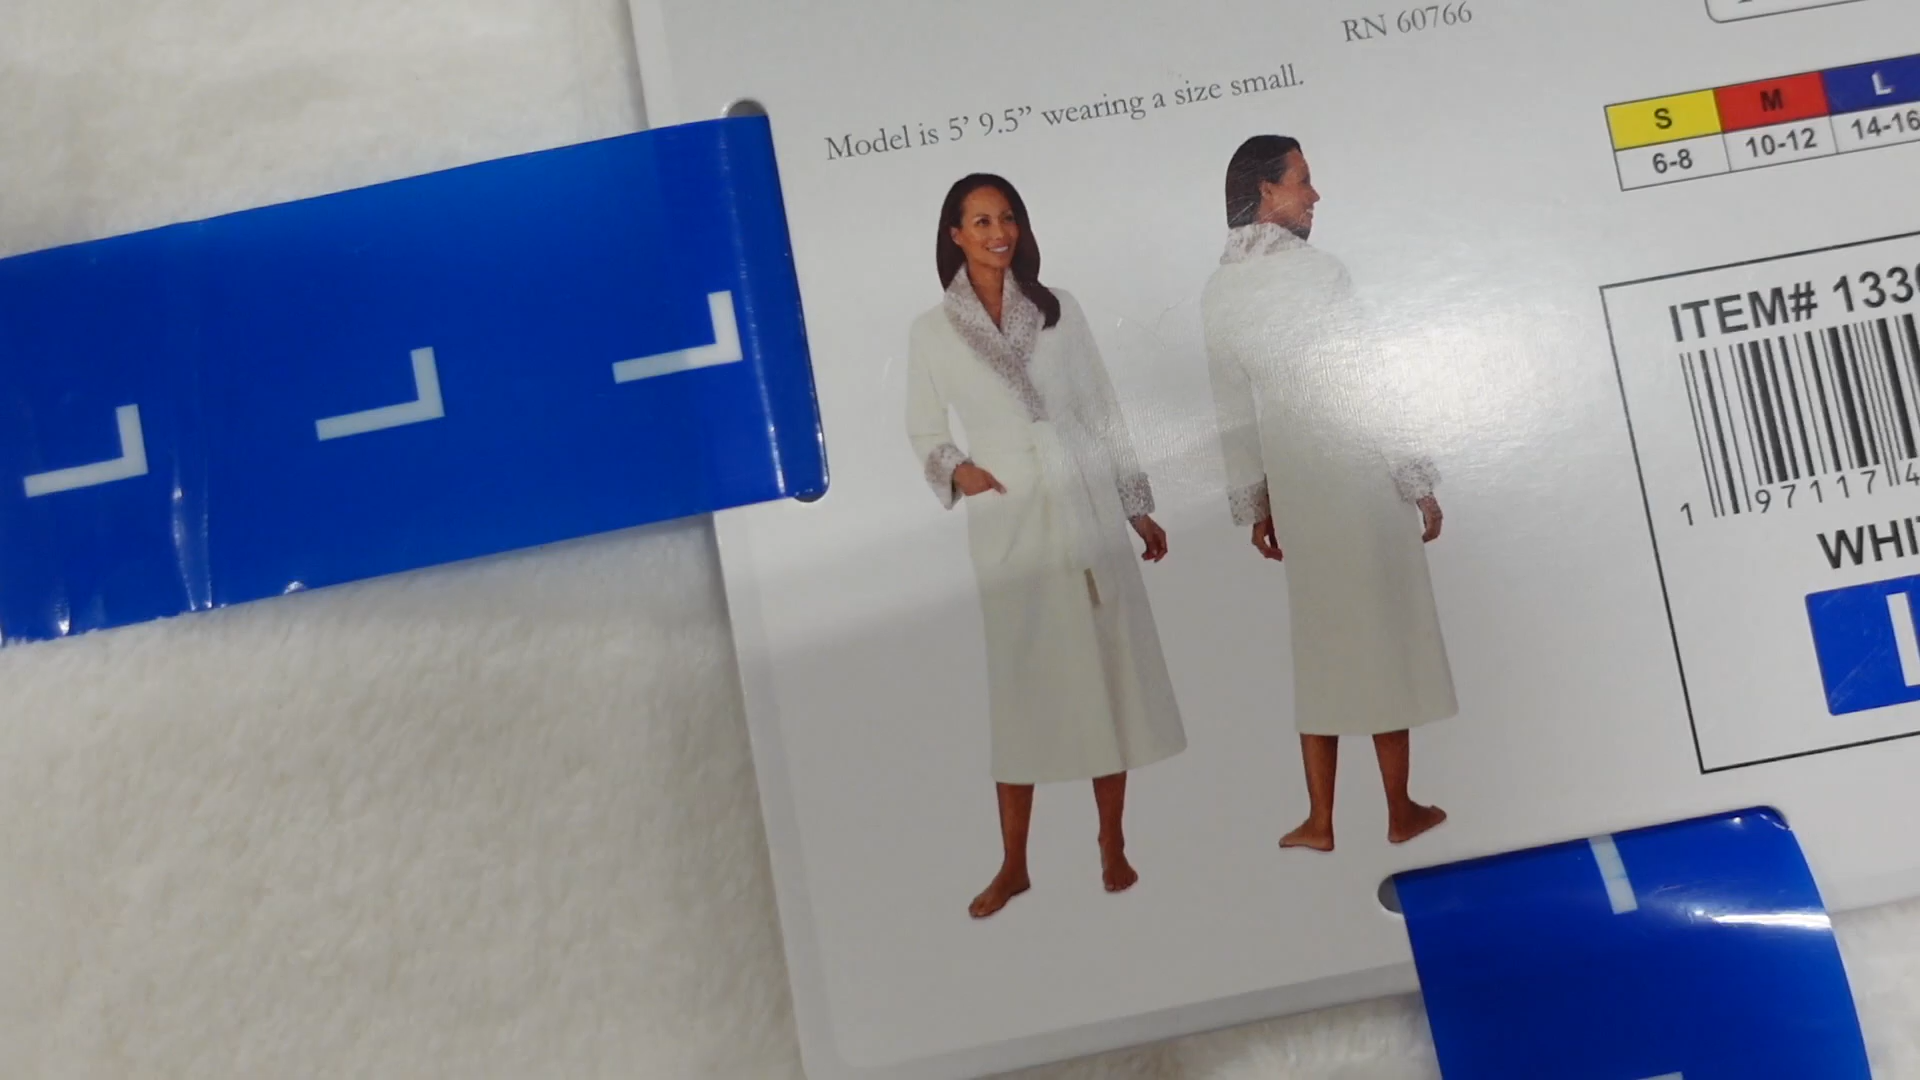 RN 60766
Model is 5' 9.5” wearing a size small.
S M L
6-8 10-12 14-16
ITEM# 133
1 97117 4
WHI
L
L L L